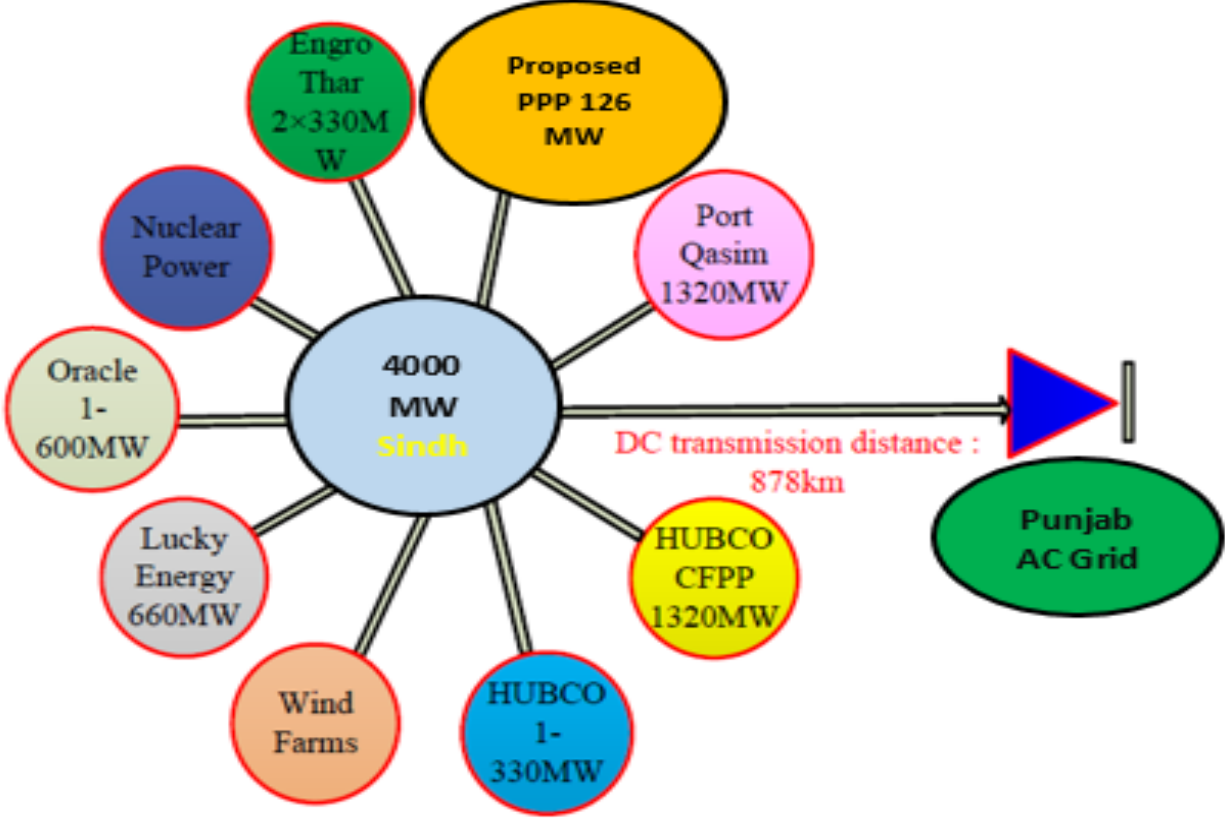 Engro
Thar
2×330M
W
Proposed
PPP 126
MW
Port
Qasim
1320MW
Nuclear
Power
Oracle
1-
600MW
4000
MW
Sindh
DC transmission distance :
878km
Punjab
AC Grid
Lucky
Energy
660MW
HUBCO
CFPP
1320MW
Wind
Farms
HUBCO
1-
330MW